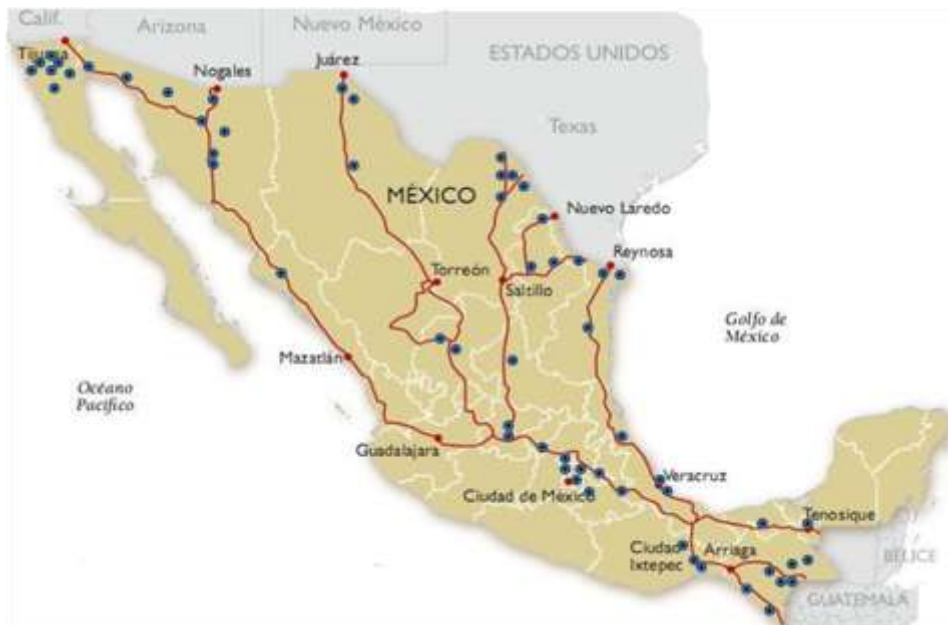 Calif.
Arizona
Nuevo México
ESTADOS UNIDOS
Tijuana
Nogales
Juárez
Texas
MÉXICO
Nuevo Laredo
Reynosa
Torreón
Saltillo
Golfo de
México
Mazatlán
Océano
Pacífico
Guadalajara
Ciudad de México
Veracruz
Tenosique
Ciudad
Ixtepec
Arriaga
BELICE
GUATEMALA